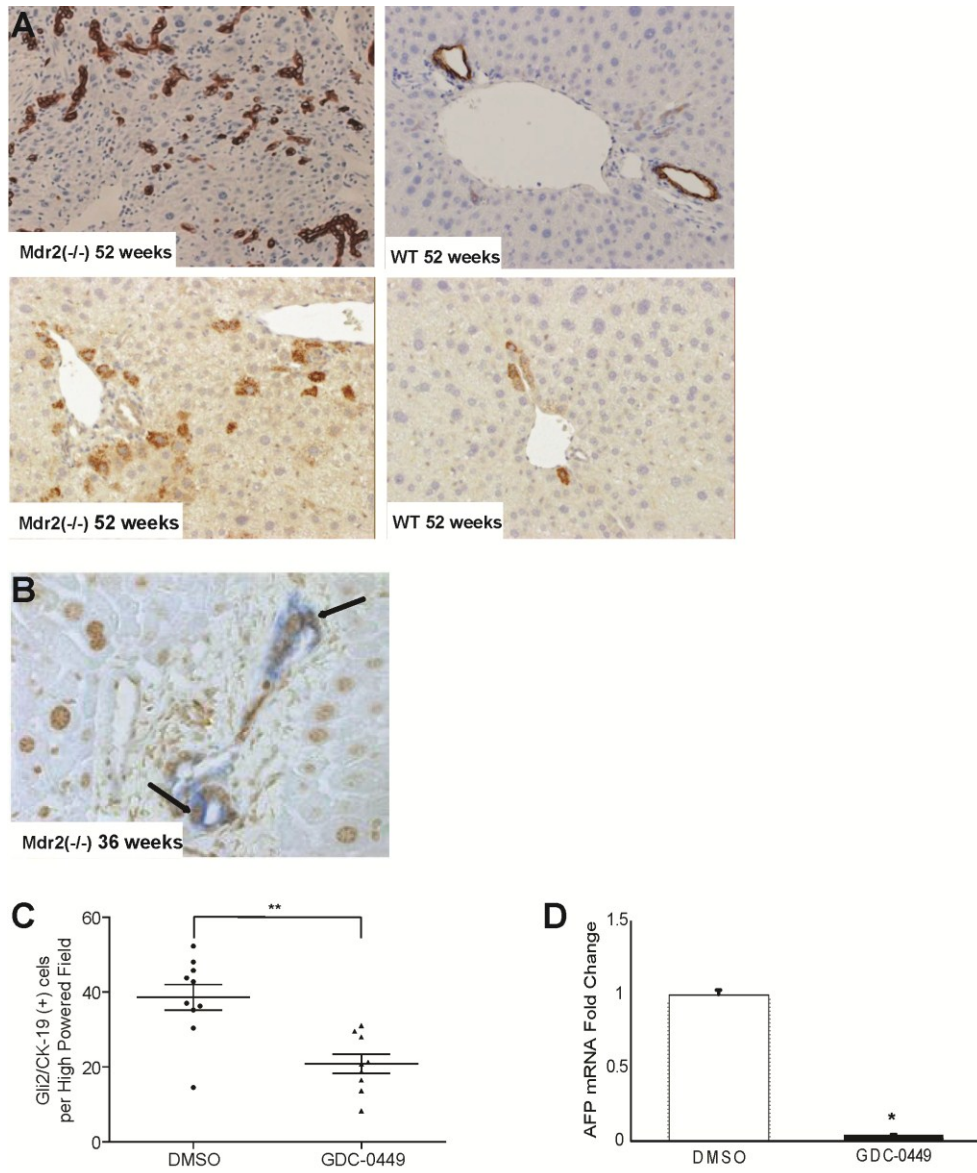 A
Mdr2(-/-) 52 weeks
WT 52 weeks
Mdr2(-/-) 52 weeks
WT 52 weeks
B
Mdr2(-/-) 36 weeks
C
Gli2/CK-19 (+) cels
per High Powered Field
60
40
20
0
**
DMSO
GDC-0449
D
AFP mRNA Fold Change
1.5
1
0.5
0
*
DMSO
GDC-0449